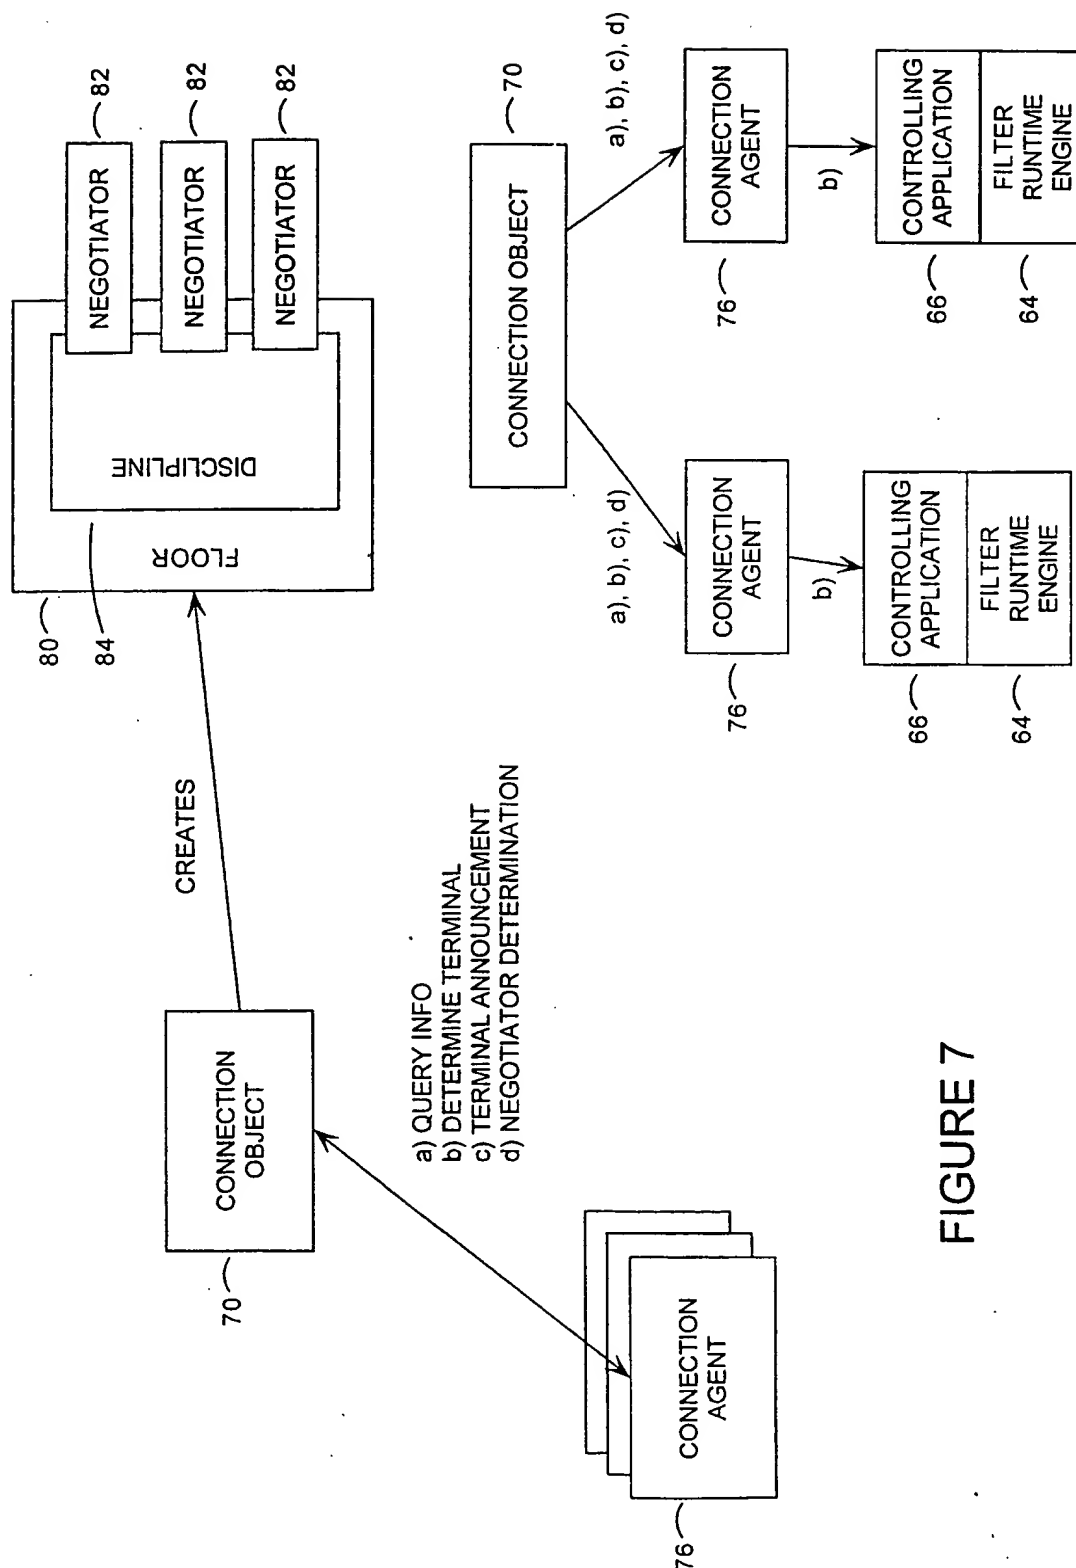 CREATES
80
84
FLOOR
DISCIPLINE
NEGOTIATOR
82
NEGOTIATOR
82
NEGOTIATOR
82
70
CONNECTION
OBJECT
76
CONNECTION
AGENT
a) QUERY INFO
b) DETERMINE TERMINAL
c) TERMINAL ANNOUNCEMENT
d) NEGOTIATOR DETERMINATION
CONNECTION OBJECT
70
a), b), c), d)
a), b), c), d)
76
CONNECTION
AGENT
76
CONNECTION
AGENT
b)
b)
66
CONTROLLING
APPLICATION
66
CONTROLLING
APPLICATION
64
FILTER
RUNTIME
ENGINE
64
FILTER
RUNTIME
ENGINE
FIGURE 7